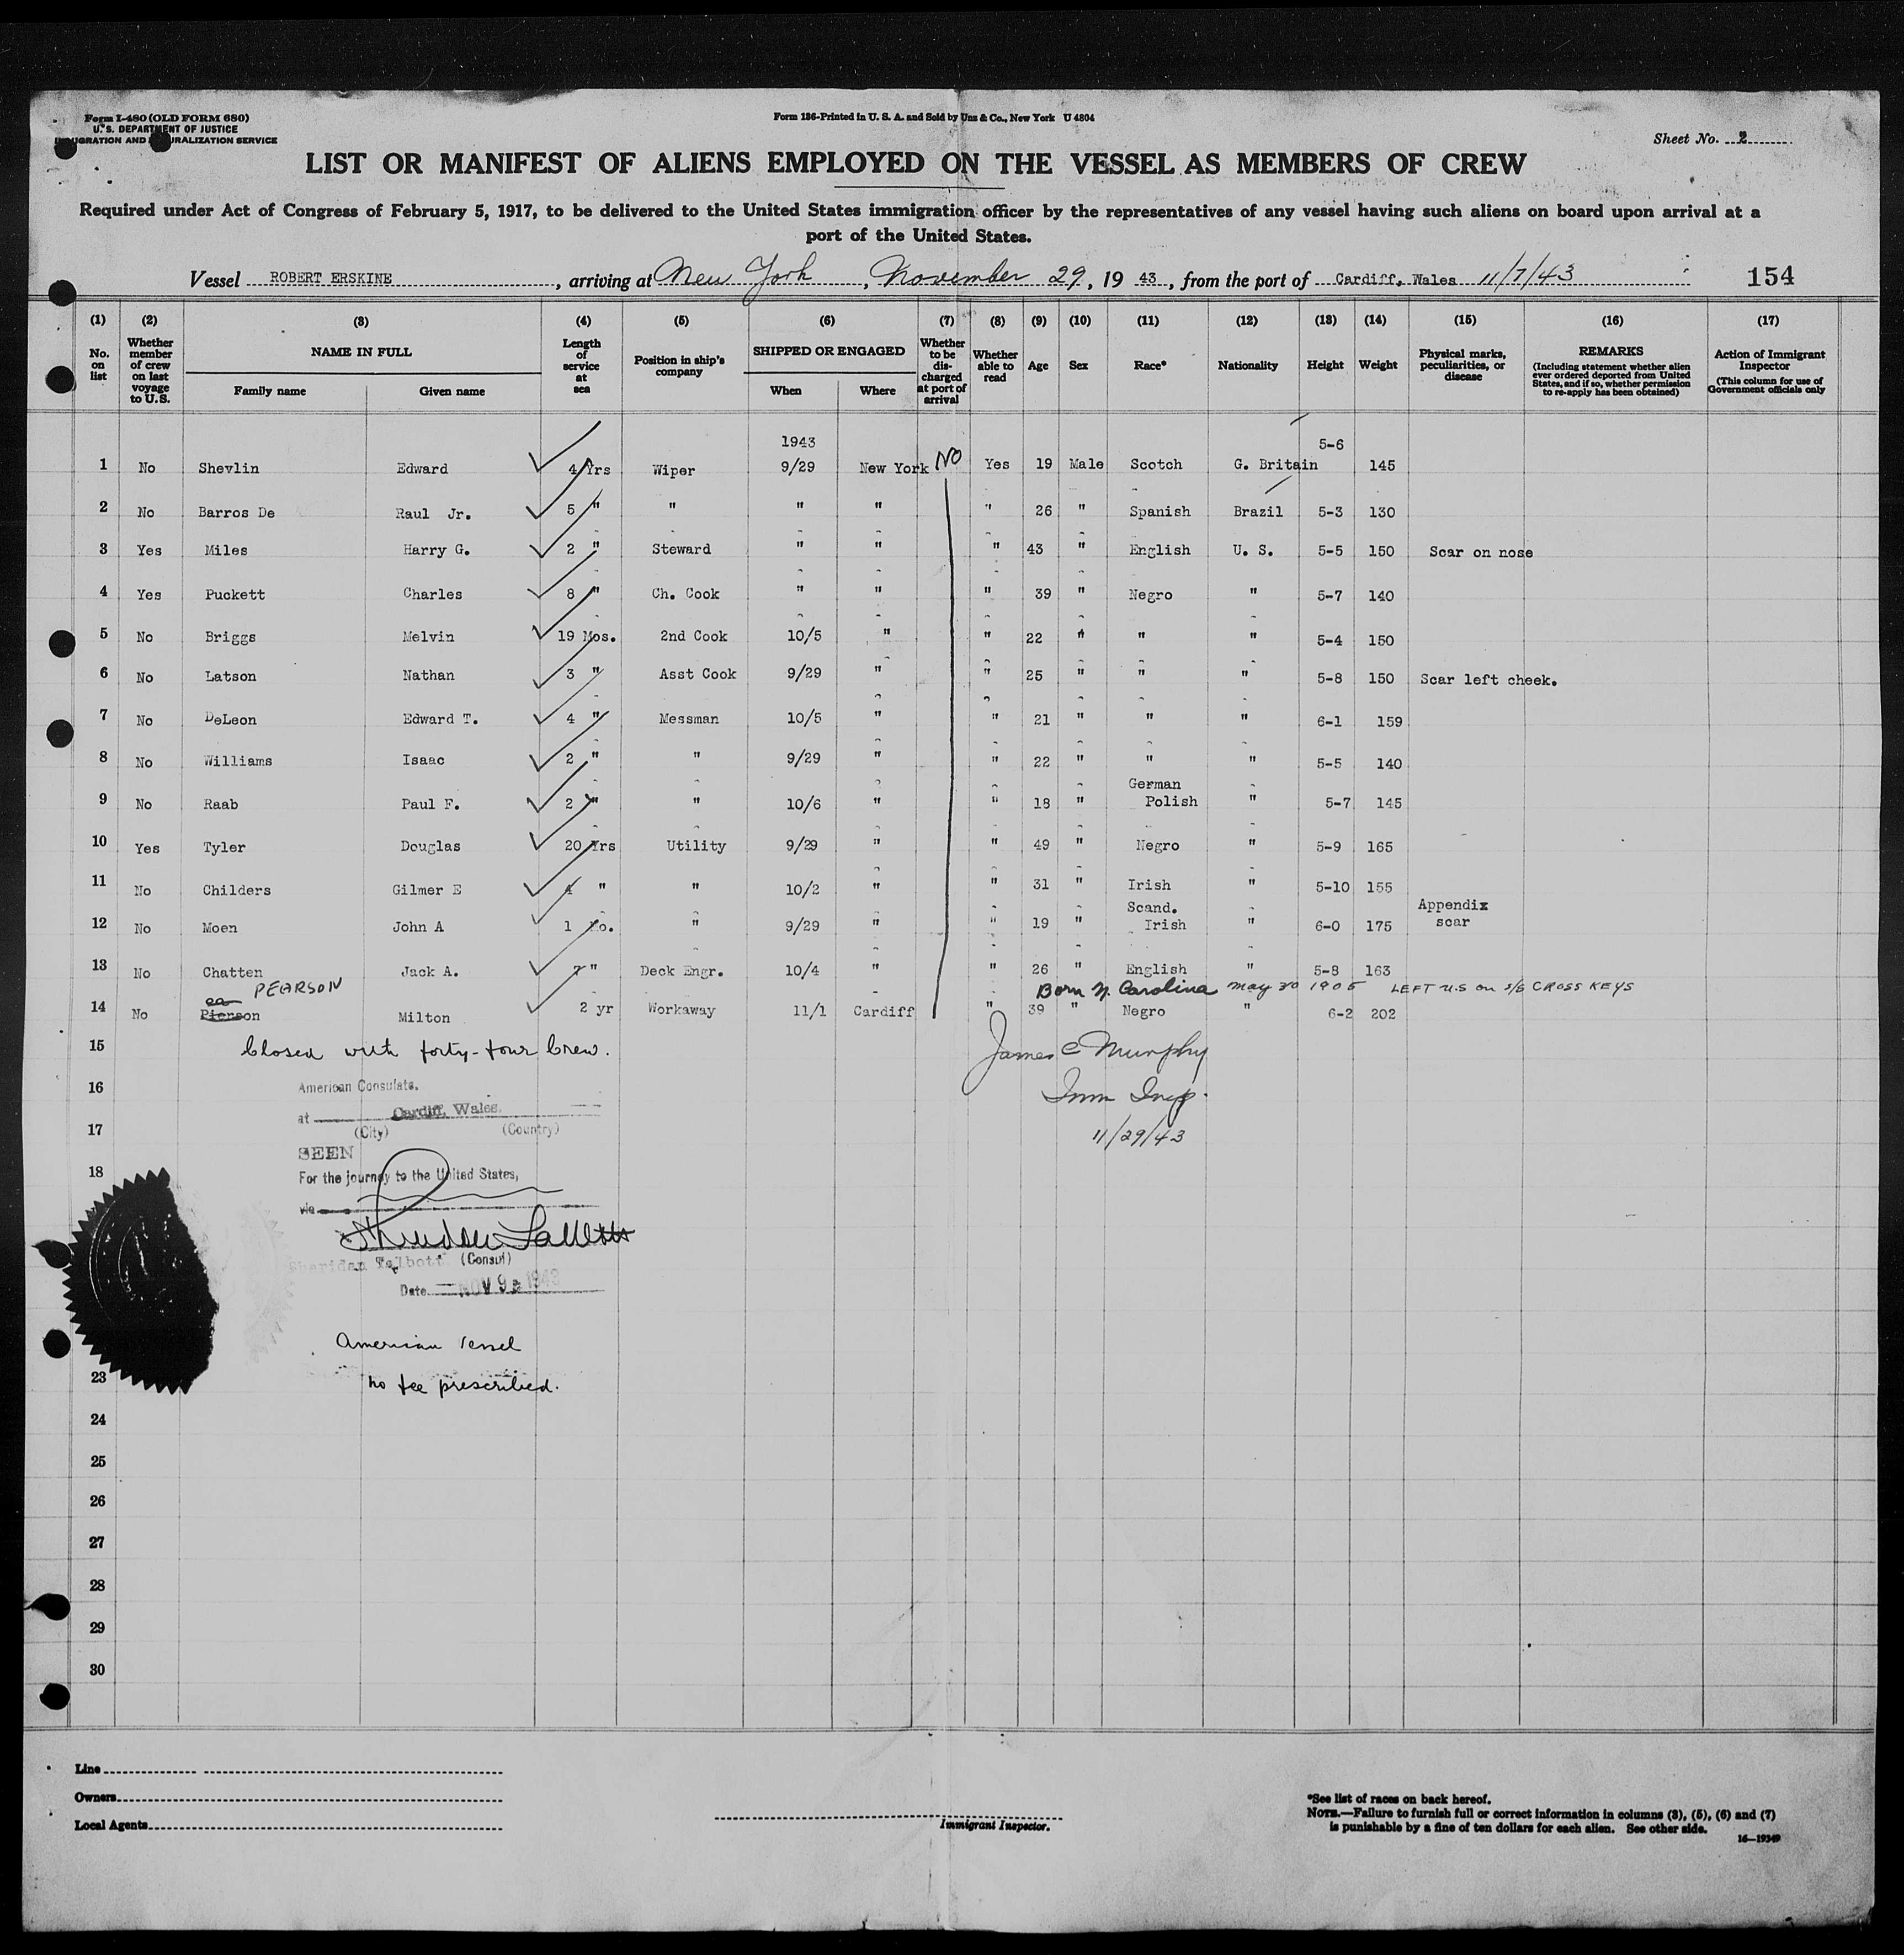 Form I-480 (OLD FORM 680)
U. S. DEPARTMENT OF JUSTICE
IMMIGRATION AND NATURALIZATION SERVICE
Form 136-Printed in U. S. A. and Sold by Unz & Co., New York U 4804
Sheet No. 2
LIST OR MANIFEST OF ALIENS EMPLOYED ON THE VESSEL AS MEMBERS OF CREW
Required under Act of Congress of February 5, 1917, to be delivered to the United States immigration officer by the representatives of any vessel having such aliens on board upon arrival at a
port of the United States.
Vessel ROBERT ERSKINE, arriving at New York, November 29, 19 43, from the port of Cardiff, Wales 11/7/43 154
(1) (2) (3) (4) (5) (6) (7) (8) (9) (10) (11) (12) (13) (14) (15) (16) (17)
No. on list
Whether member of crew on last voyage to U.S.
NAME IN FULL
Family name Given name
Length of service at sea
Position in ship's company
SHIPPED OR ENGAGED
When Where
Whether to be discharged at port of arrival
Whether able to read
Age
Sex
Race*
Nationality
Height
Weight
Physical marks, peculiarities, or disease
REMARKS
(Including statement whether alien ever ordered deported from United States, and if so, whether permission to re-apply has been obtained)
Action of Immigrant Inspector
(This column for use of Government officials only
1943 5-6
1 No Shevlin Edward 4 Yrs Wiper 9/29 New York NO Yes 19 Male Scotch G. Britain 145
2 No Barros De Raul Jr. 5 " " " " " 26 " Spanish Brazil 5-3 130
3 Yes Miles Harry G. 2 " Steward " " " 43 " English U. S. 5-5 150 Scar on nose
4 Yes Puckett Charles 8 " Ch. Cook " " " 39 " Negro " 5-7 140
5 No Briggs Melvin 19 Mos. 2nd Cook 10/5 " " 22 " " " 5-4 150
6 No Latson Nathan 3 " Asst Cook 9/29 " " 25 " " " 5-8 150 Scar left cheek.
7 No DeLeon Edward T. 4 " Messman 10/5 " " 21 " " " 6-1 159
8 No Williams Isaac 2 " " 9/29 " " 22 " " " 5-5 140
German
9 No Raab Paul F. 2 " " 10/6 " " 18 " Polish " 5-7 145
10 Yes Tyler Douglas 20 Yrs Utility 9/29 " " 49 " Negro " 5-9 165
11 No Childers Gilmer E 4 " " 10/2 " " 31 " Irish " 5-10 155
Scand. Appendix
12 No Moen John A 1 Mo. " 9/29 " " 19 " Irish " 6-0 175 scar
13 No Chatten Jack A. 7 " Deck Engr. 10/4 " " 26 " English " 5-8 163
ea PEARSON Born N. Carolina May 30 1905 LEFT U.S on S/S CROSS KEYS
14 No Pierson Milton 2 yr Workaway 11/1 Cardiff " 39 " Negro " 6-2 202
15 Closed with forty-four Crew. James C Murphy
16 American Consulate. Imm Insp.
at Cardiff, Wales.
17 (City) (Country) 11/29/43
SEEN
18 For the journey to the United States,
via
Sheridan Talbott
Sheridan Talbott (Consul)
Date NOV 9 1943
American Vessel
23 no fee prescribed.
24
25
26
27
28
29
30
Line
Owners
Local Agents
Immigrant Inspector.
*See list of races on back hereof.
NOTE.—Failure to furnish full or correct information in columns (3), (5), (6) and (7)
is punishable by a fine of ten dollars for each alien. See other side.
16—19349